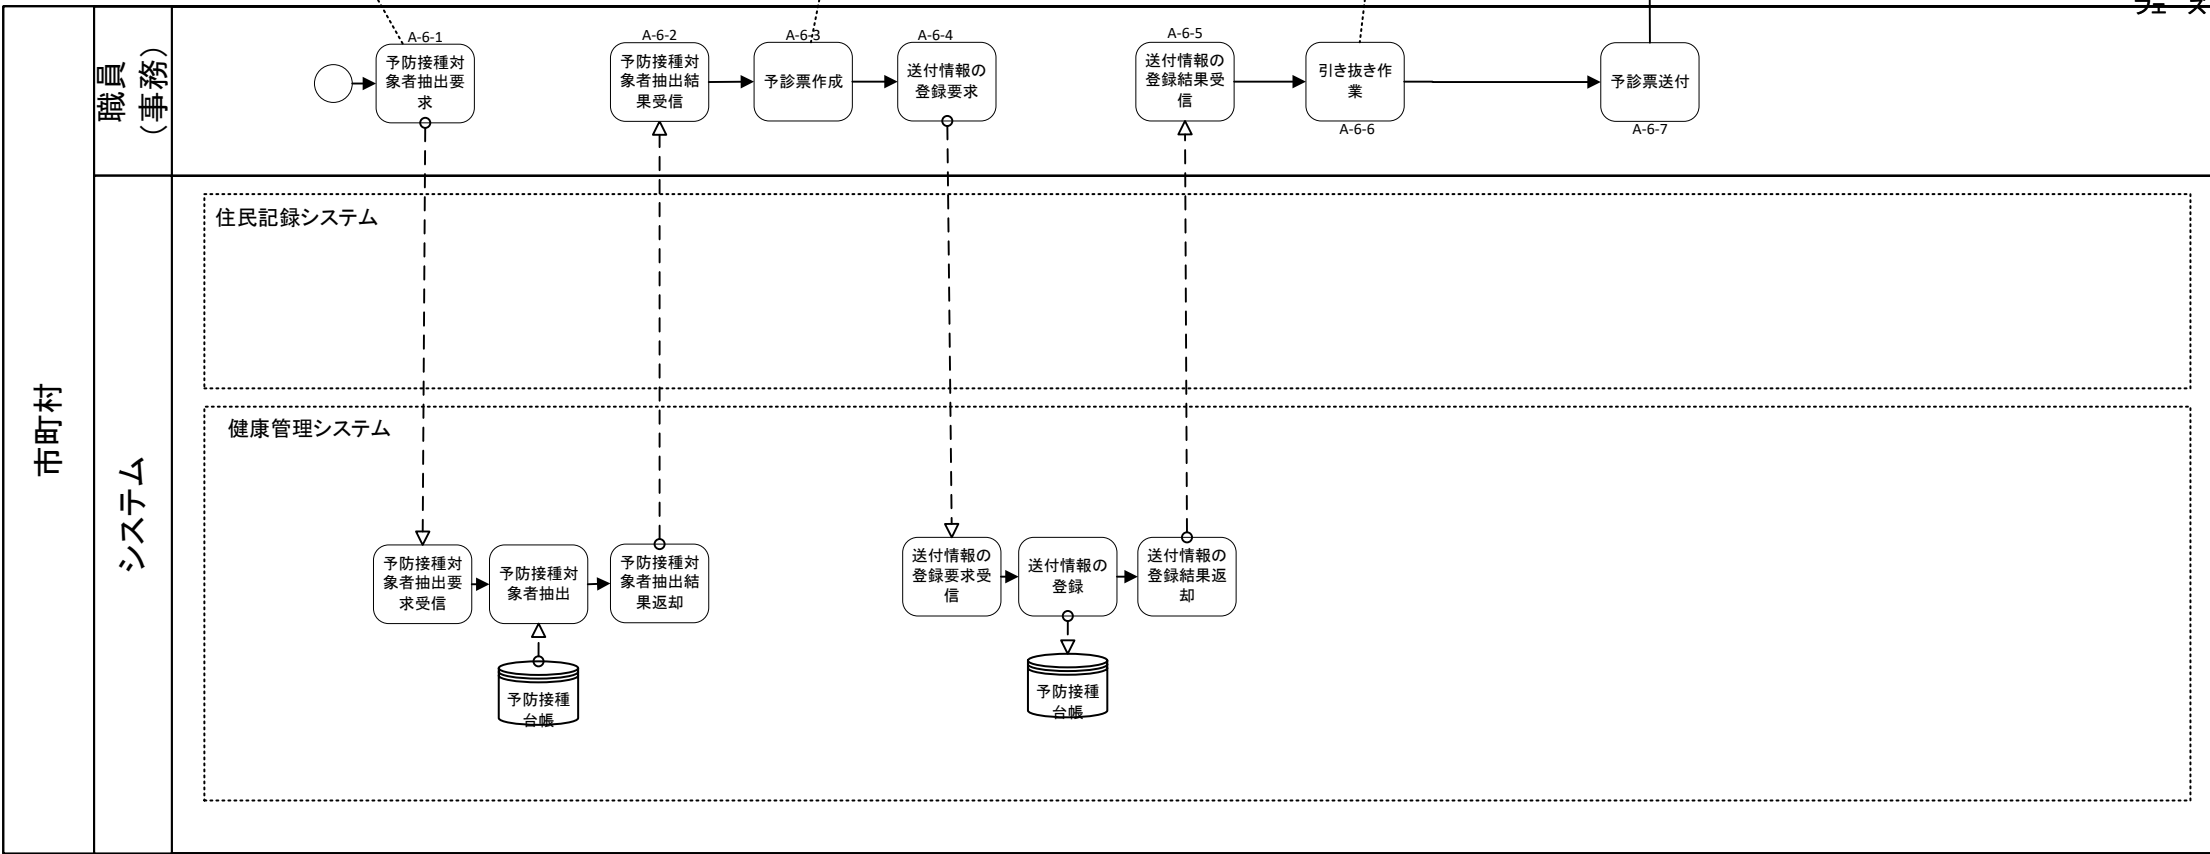 フェーズ
市町村
職員
（事務）
A-6-1
予防接種対
象者抽出要
求
A-6-2
予防接種対
象者抽出結
果受信
A-6-3
予診票作成
A-6-4
送付情報の
登録要求
A-6-5
送付情報の
登録結果受
信
引き抜き作
業
A-6-6
予診票送付
A-6-7
システム
住民記録システム
健康管理システム
予防接種対
象者抽出要
求受信
予防接種対
象者抽出
予防接種対
象者抽出結
果返却
予防接種
台帳
送付情報の
登録要求受
信
送付情報の
登録
送付情報の
登録結果返
却
予防接種
台帳